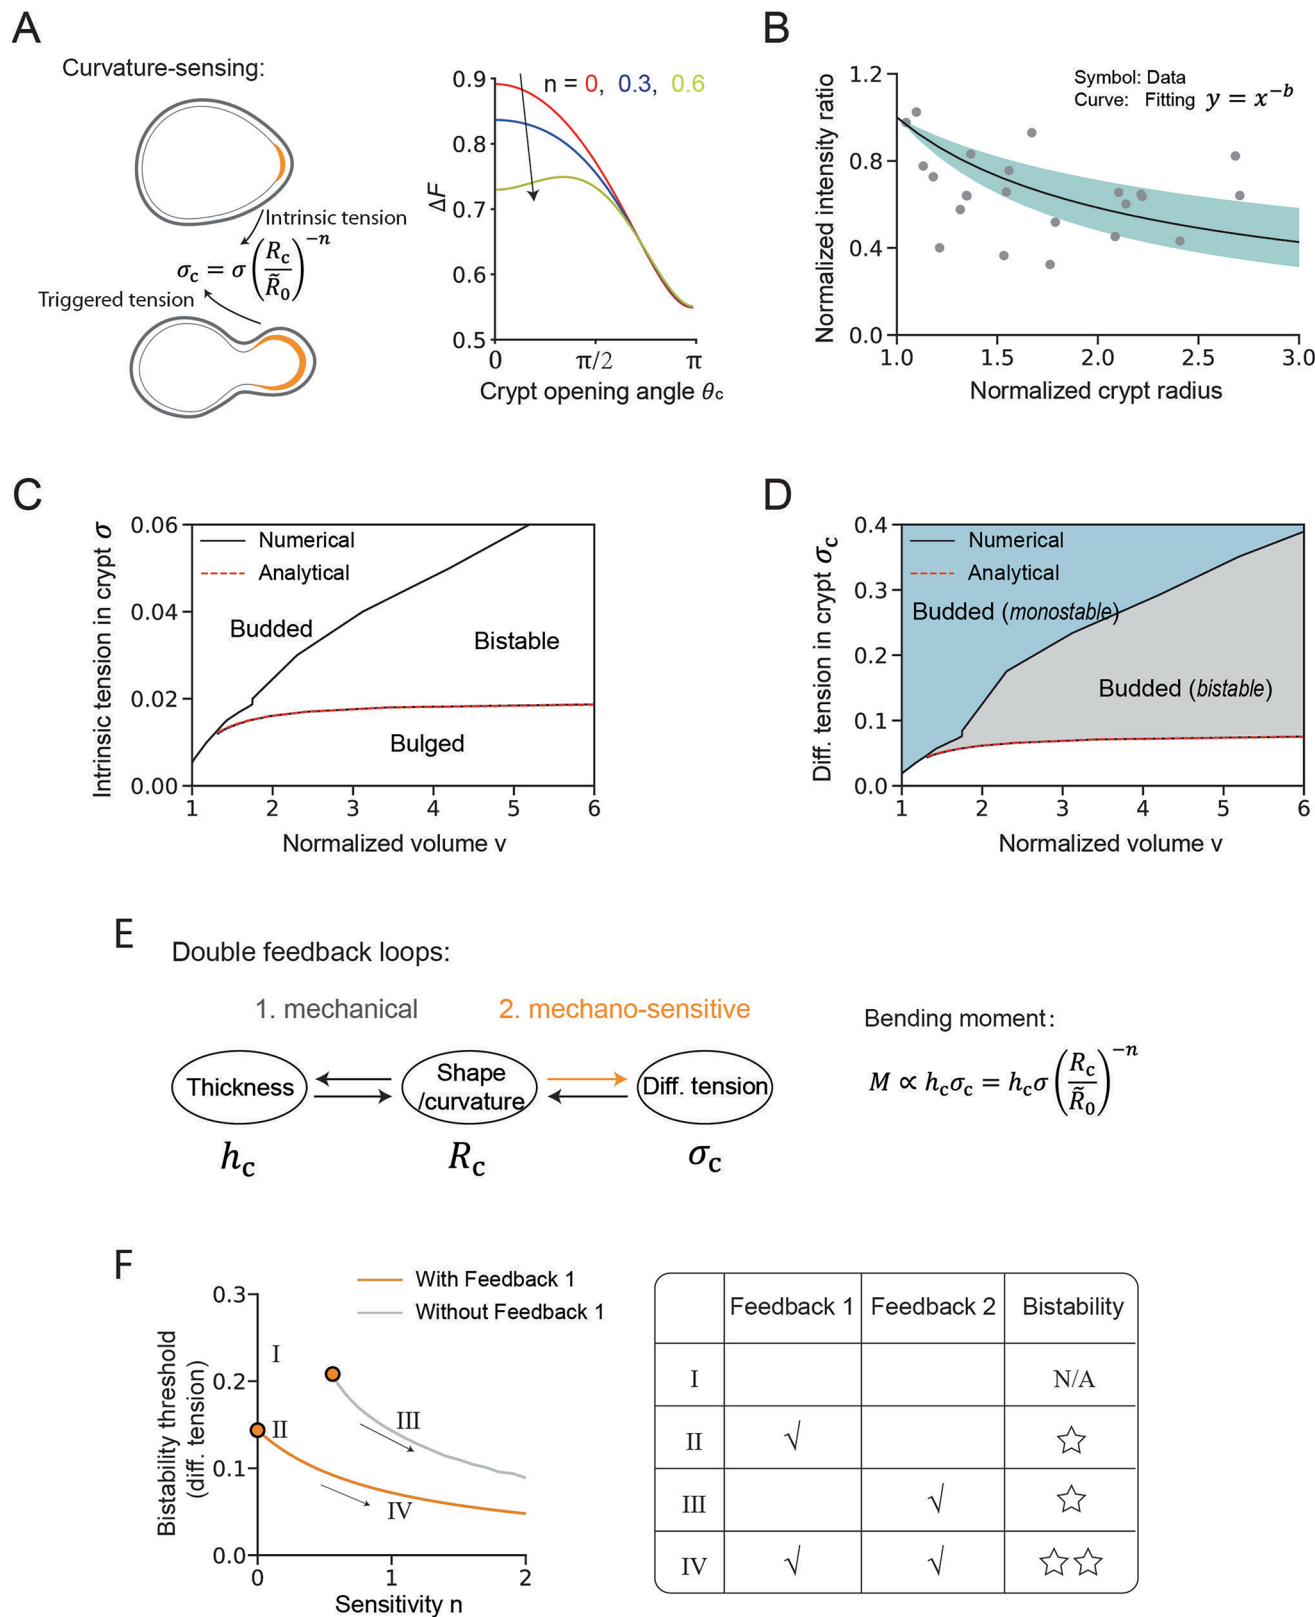 A
Curvature-sensing:
Intrinsic tension
σc = σ (Rc / R̃0)^−n
Triggered tension
n = 0, 0.3, 0.6
0.9
0.8
0.7
0.6
0.5
ΔF
0 π/2 π
Crypt opening angle θc
B
Symbol: Data
Curve: Fitting y = x^−b
1.2
0.8
0.4
0.0
Normalized intensity ratio
1.0 1.5 2.0 2.5 3.0
Normalized crypt radius
C
Intrinsic tension in crypt σ
0.06
0.04
0.02
0.00
Numerical
Analytical
Budded
Bistable
Bulged
1 2 3 4 5 6
Normalized volume v
D
Diff. tension in crypt σc
0.4
0.3
0.2
0.1
0.0
Numerical
Analytical
Budded (monostable)
Budded (bistable)
1 2 3 4 5 6
Normalized volume v
E
Double feedback loops:
1. mechanical 2. mechano-sensitive
Thickness
Shape
/curvature
Diff. tension
hc Rc σc
Bending moment:
M ∝ hcσc = hcσ (Rc / R̃0)^−n
F
With Feedback 1
Without Feedback 1
Bistability threshold
(diff. tension)
0.3
0.2
0.1
0.0
I
II
III
IV
0 1 2
Sensitivity n
Feedback 1 Feedback 2 Bistability
I N/A
II √ ☆
III √ ☆
IV √ √ ☆☆